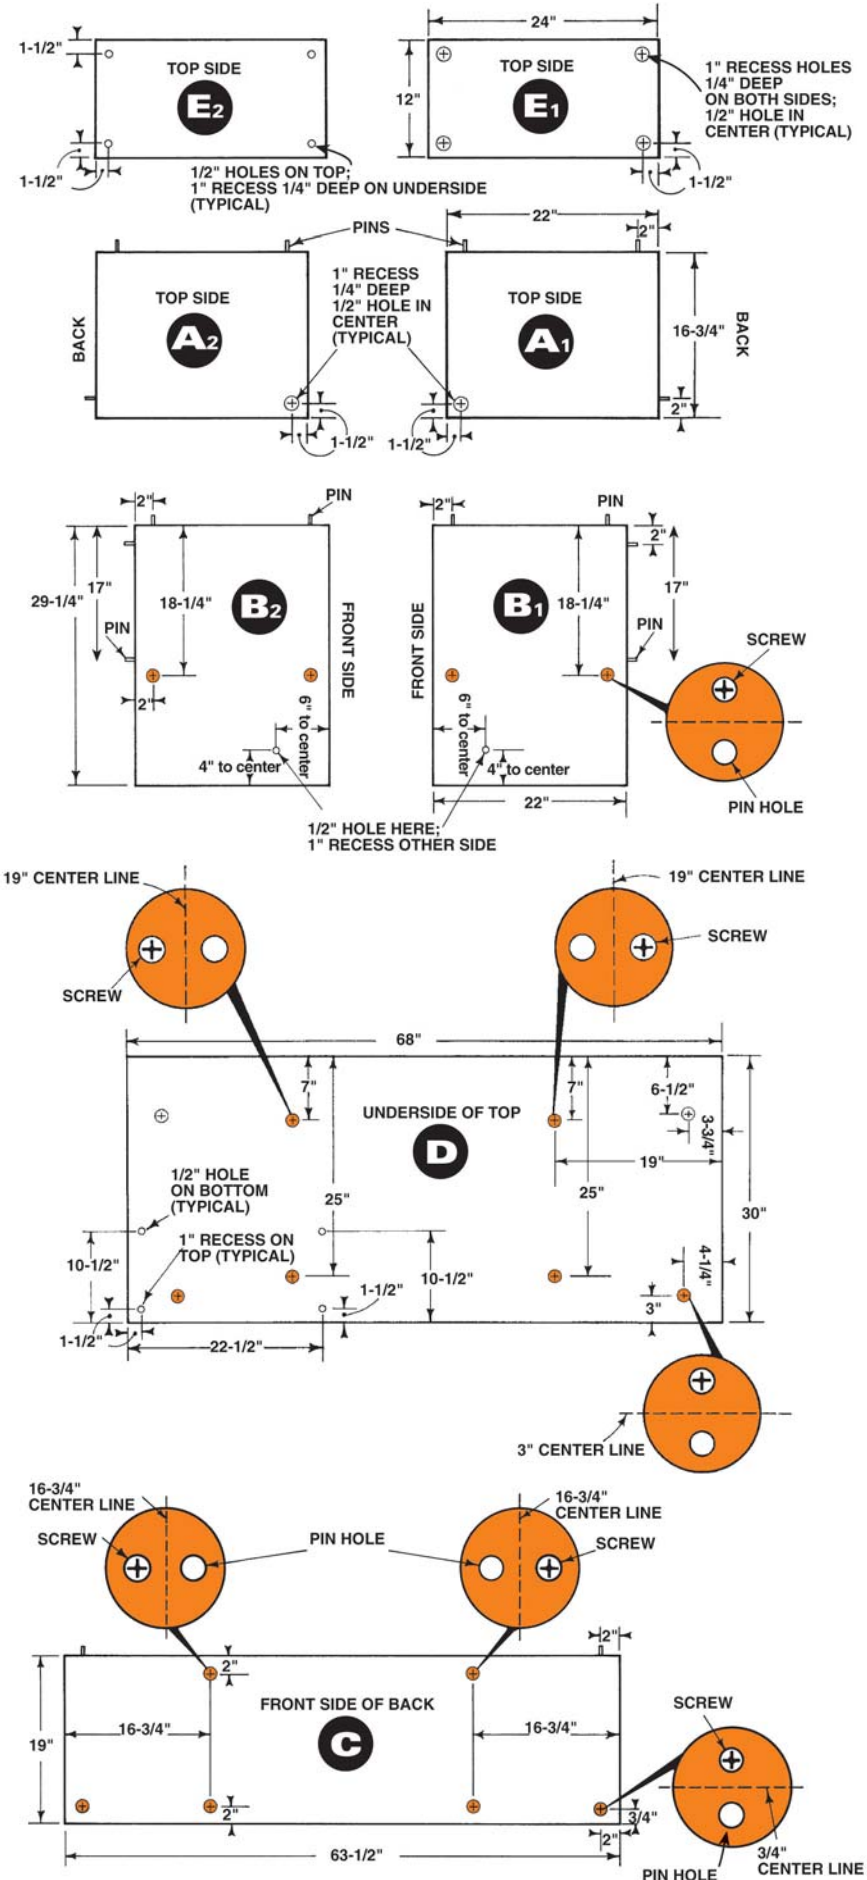 24"
1-1/2"
TOP SIDE
E2
TOP SIDE
E1
12"
1" RECESS HOLES
1/4" DEEP
ON BOTH SIDES;
1/2" HOLE IN
CENTER (TYPICAL)
1-1/2"
1/2" HOLES ON TOP;
1" RECESS 1/4" DEEP ON UNDERSIDE
(TYPICAL)
1-1/2"
PINS
22"
2"
TOP SIDE
A2
BACK
1" RECESS
1/4" DEEP
1/2" HOLE IN
CENTER
(TYPICAL)
TOP SIDE
A1
16-3/4"
BACK
2"
1-1/2"
1-1/2"
2"
PIN
2"
PIN
2"
29-1/4"
17"
18-1/4"
B2
FRONT SIDE
FRONT SIDE
B1
18-1/4"
17"
PIN
PIN
SCREW
2"
6" to center
6" to center
4" to center
4" to center
22"
PIN HOLE
1/2" HOLE HERE;
1" RECESS OTHER SIDE
19" CENTER LINE
19" CENTER LINE
SCREW
SCREW
68"
7"
UNDERSIDE OF TOP
D
7"
6-1/2"
3-3/4"
19"
1/2" HOLE
ON BOTTOM
(TYPICAL)
25"
25"
30"
1" RECESS ON
TOP (TYPICAL)
10-1/2"
10-1/2"
4-1/4"
1-1/2"
3"
1-1/2"
22-1/2"
3" CENTER LINE
16-3/4"
CENTER LINE
16-3/4"
CENTER LINE
SCREW
PIN HOLE
SCREW
2"
2"
FRONT SIDE OF BACK
C
19"
16-3/4"
16-3/4"
SCREW
2"
3/4"
2"
63-1/2"
3/4"
CENTER LINE
PIN HOLE